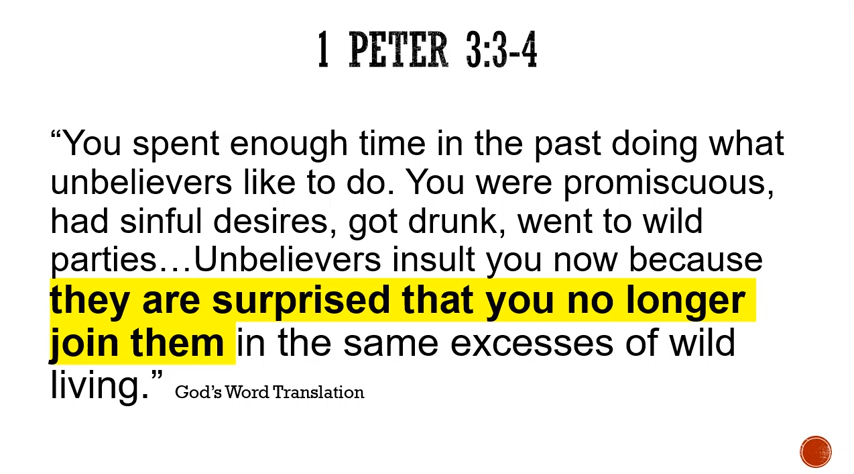 1 PETER 3:3-4
“You spent enough time in the past doing what
unbelievers like to do. You were promiscuous,
had sinful desires, got drunk, went to wild
parties…Unbelievers insult you now because
they are surprised that you no longer
join them in the same excesses of wild
living.” God’s Word Translation